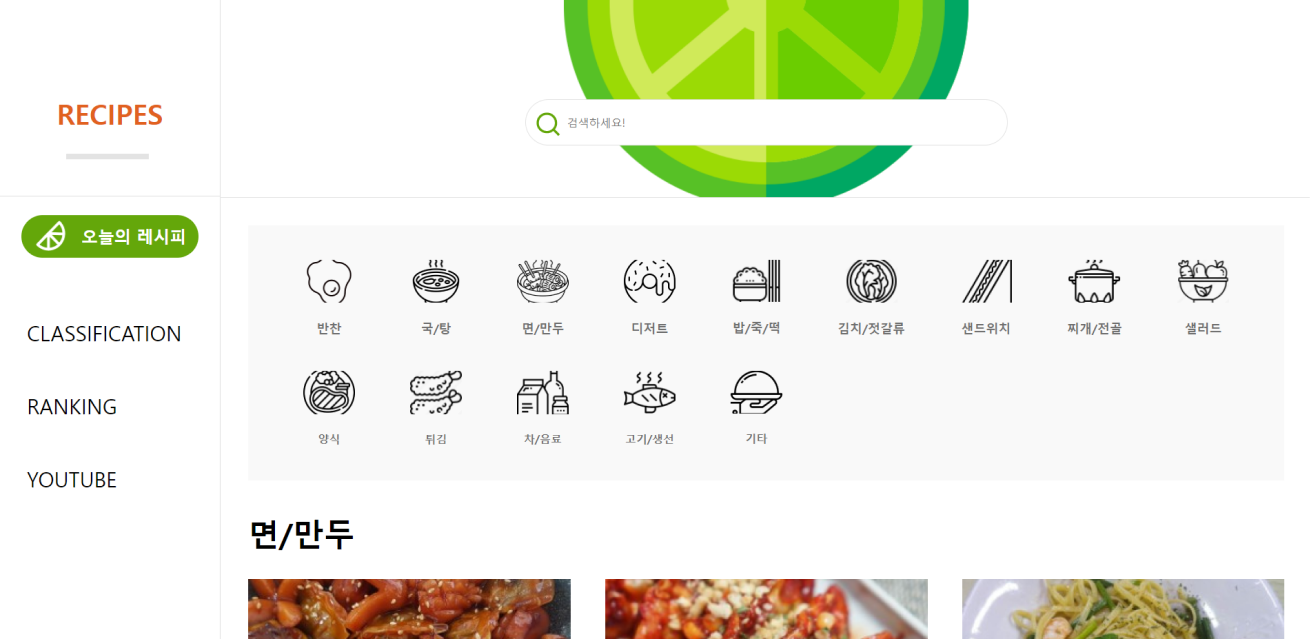 RECIPES
오늘의 레시피
CLASSIFICATION
RANKING
YOUTUBE
검색하세요!
반찬
국/탕
면/만두
디저트
밥/죽/떡
김치/젓갈류
샌드위치
찌개/전골
샐러드
양식
튀김
차/음료
고기/생선
기타
면/만두